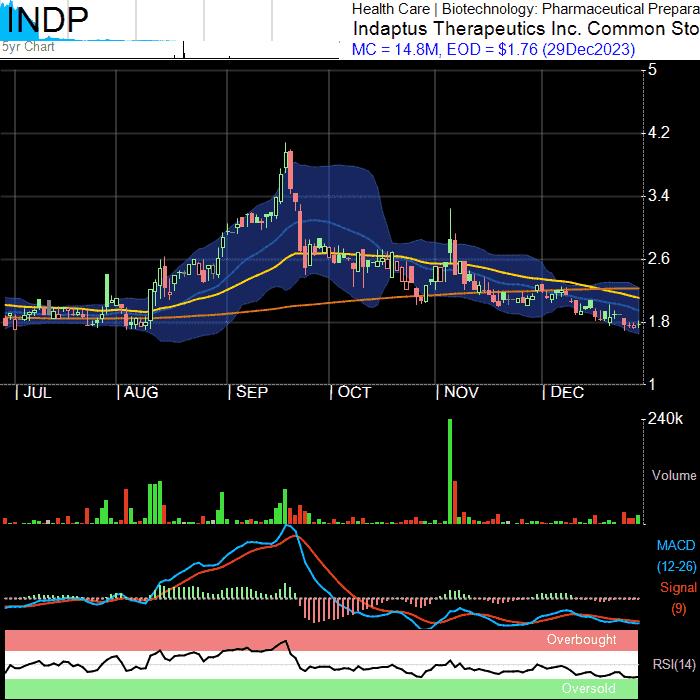 INDP
5yr Chart
Health Care | Biotechnology: Pharmaceutical Prepara
Indaptus Therapeutics Inc. Common Sto
MC = 14.8M, EOD = $1.76 (29Dec2023)
5
4.2
3.4
2.6
1.8
1
JUL AUG SEP OCT NOV DEC
240k
Volume
MACD
(12-26)
Signal
(9)
Overbought
RSI(14)
Oversold